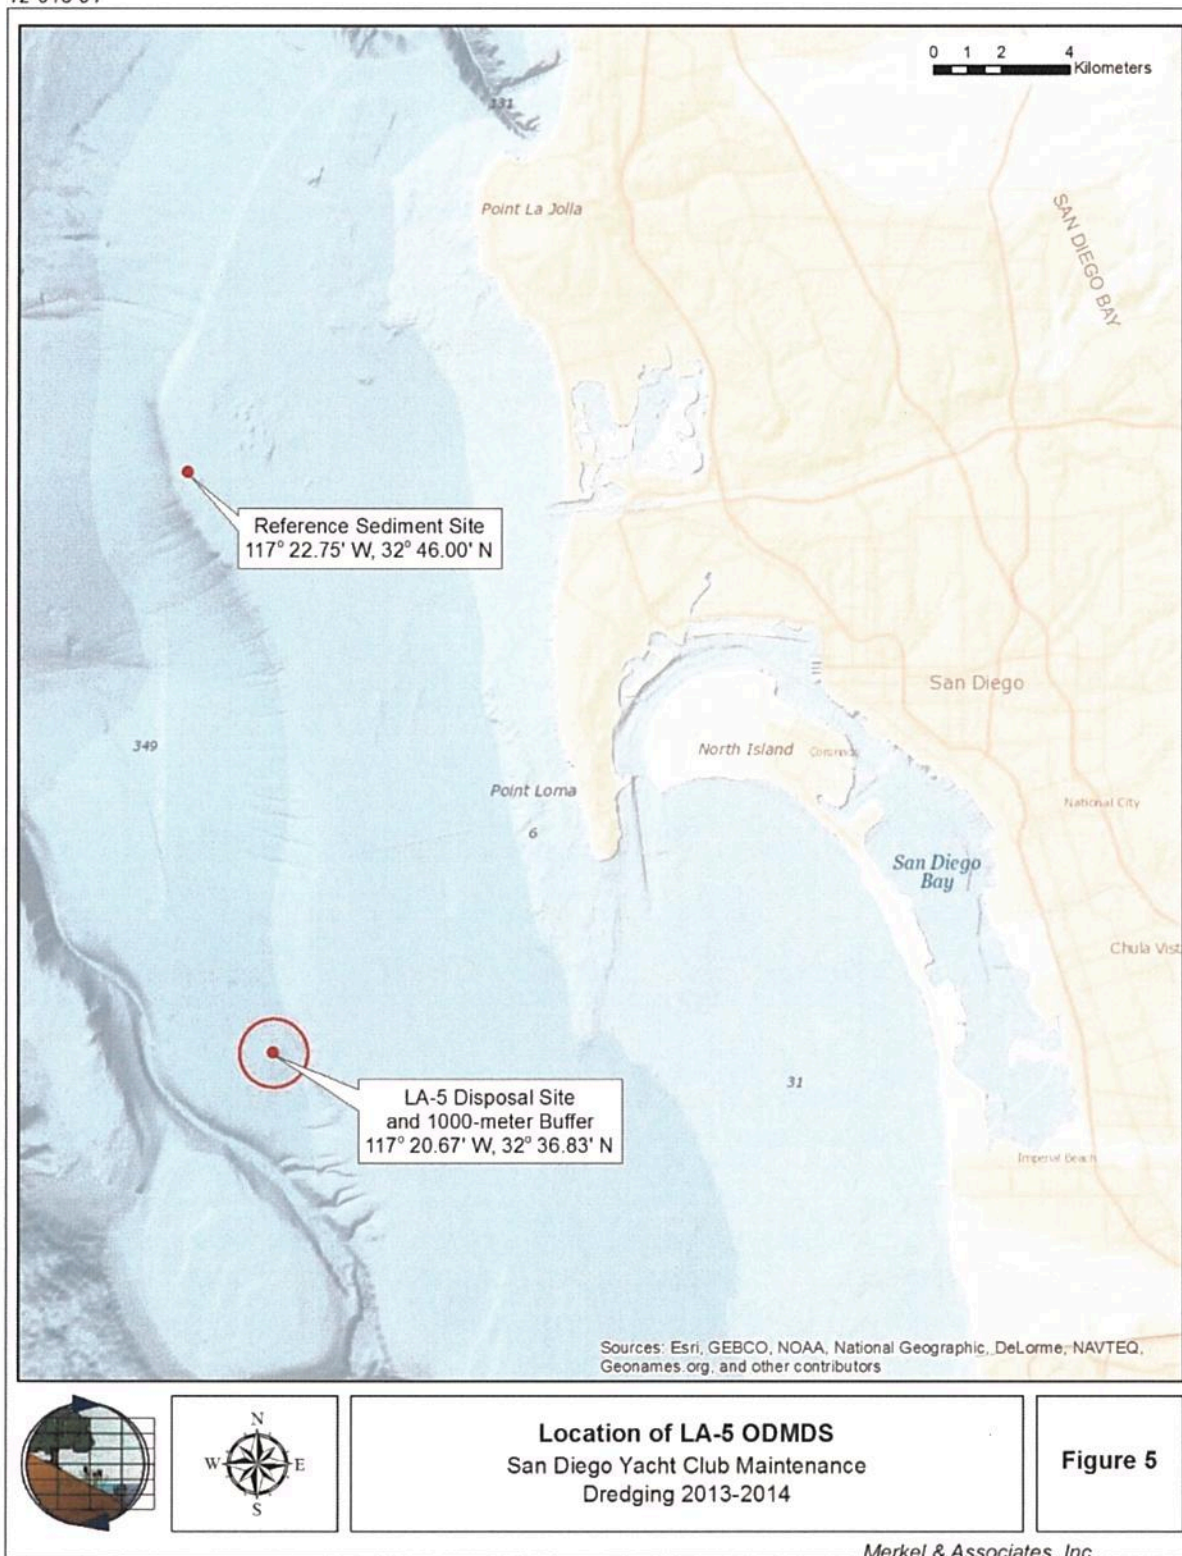 0 1 2 4
Kilometers
131
Point La Jolla
SAN DIEGO BAY
Reference Sediment Site
117° 22.75' W, 32° 46.00' N
San Diego
349
North Island
Point Loma
National City
6
San Diego
Bay
Chula Vist
LA-5 Disposal Site
and 1000-meter Buffer
117° 20.67' W, 32° 36.83' N
31
Imperial Beach
Sources: Esri, GEBCO, NOAA, National Geographic, DeLorme, NAVTEQ,
Geonames.org, and other contributors
N
W E
S
Location of LA-5 ODMDS
San Diego Yacht Club Maintenance
Dredging 2013-2014
Figure 5
Merkel & Associates, Inc.